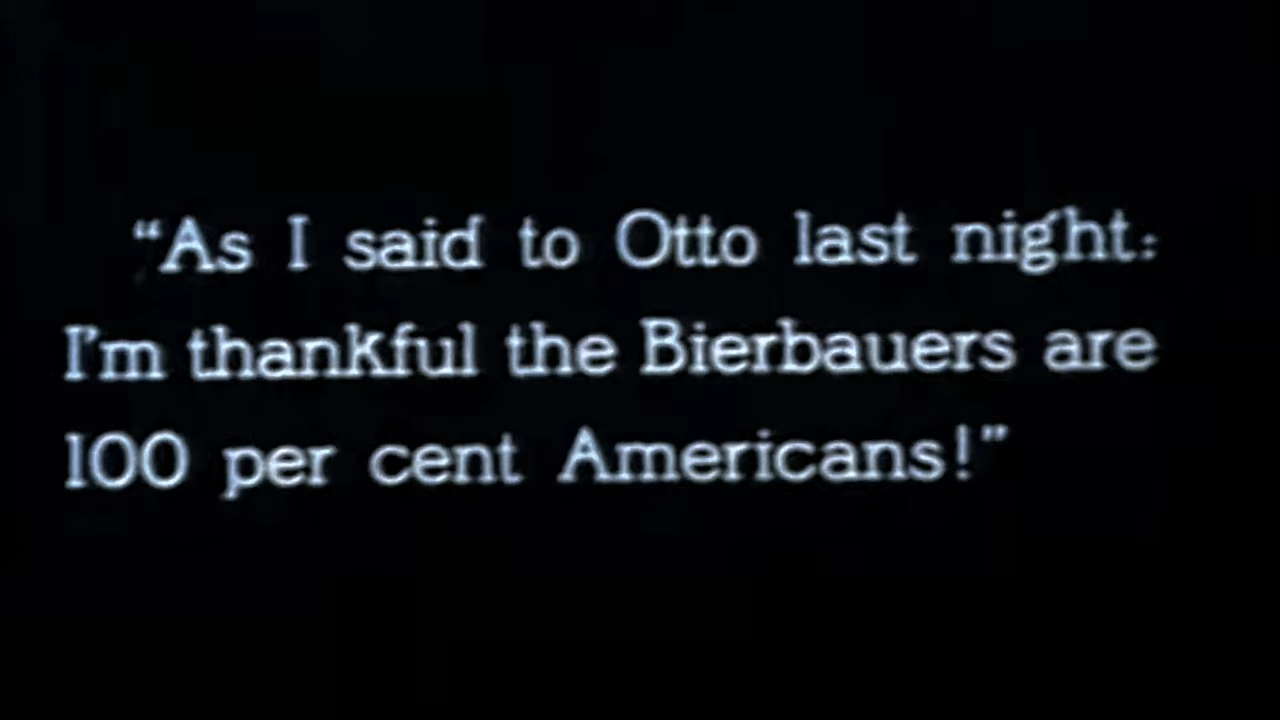 “As I said to Otto last night:
I'm thankful the Bierbauers are
100 per cent Americans!”